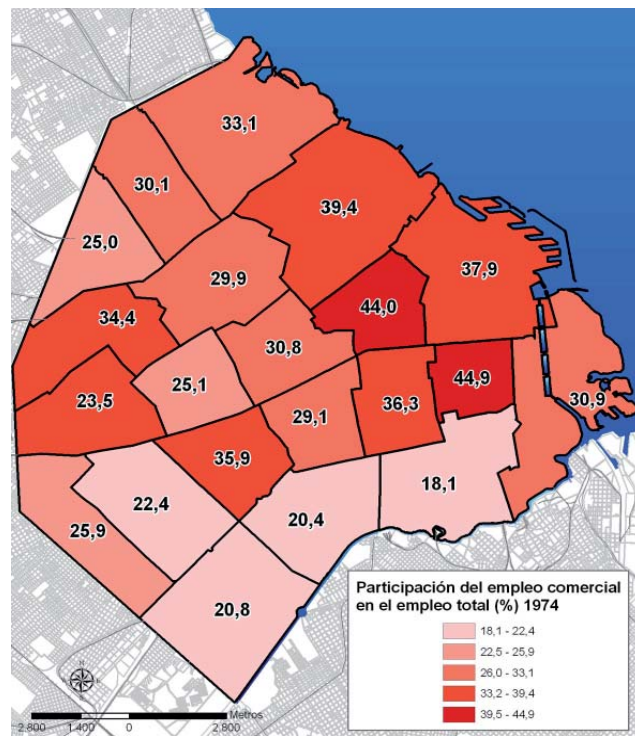 33,1
30,1
39,4
25,0
37,9
29,9
44,0
34,4
30,8
25,1
44,9
23,5
36,3
30,9
29,1
35,9
22,4
18,1
20,4
25,9
20,8
Participación del empleo comercial
en el empleo total (%) 1974
18,1 - 22,4
22,5 - 25,9
26,0 - 33,1
33,2 - 39,4
39,5 - 44,9
Metros
2.800 1.400 0 2.800